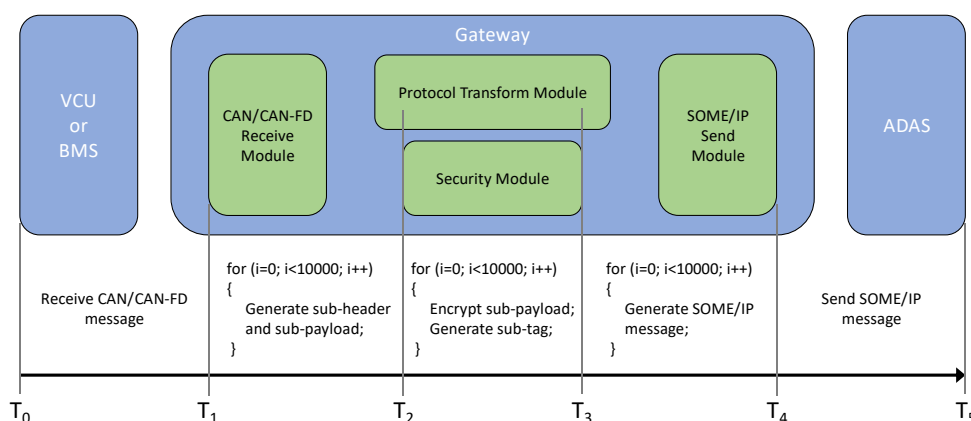 Gateway
VCU
or
BMS
CAN/CAN-FD
Receive
Module
Protocol Transform Module
Security Module
SOME/IP
Send
Module
ADAS
Receive CAN/CAN-FD
message
for (i=0; i<10000; i++)
{
Generate sub-header
and sub-payload;
}
for (i=0; i<10000; i++)
{
Encrypt sub-payload;
Generate sub-tag;
}
for (i=0; i<10000; i++)
{
Generate SOME/IP
message;
}
Send SOME/IP
message
T0
T1
T2
T3
T4
T5